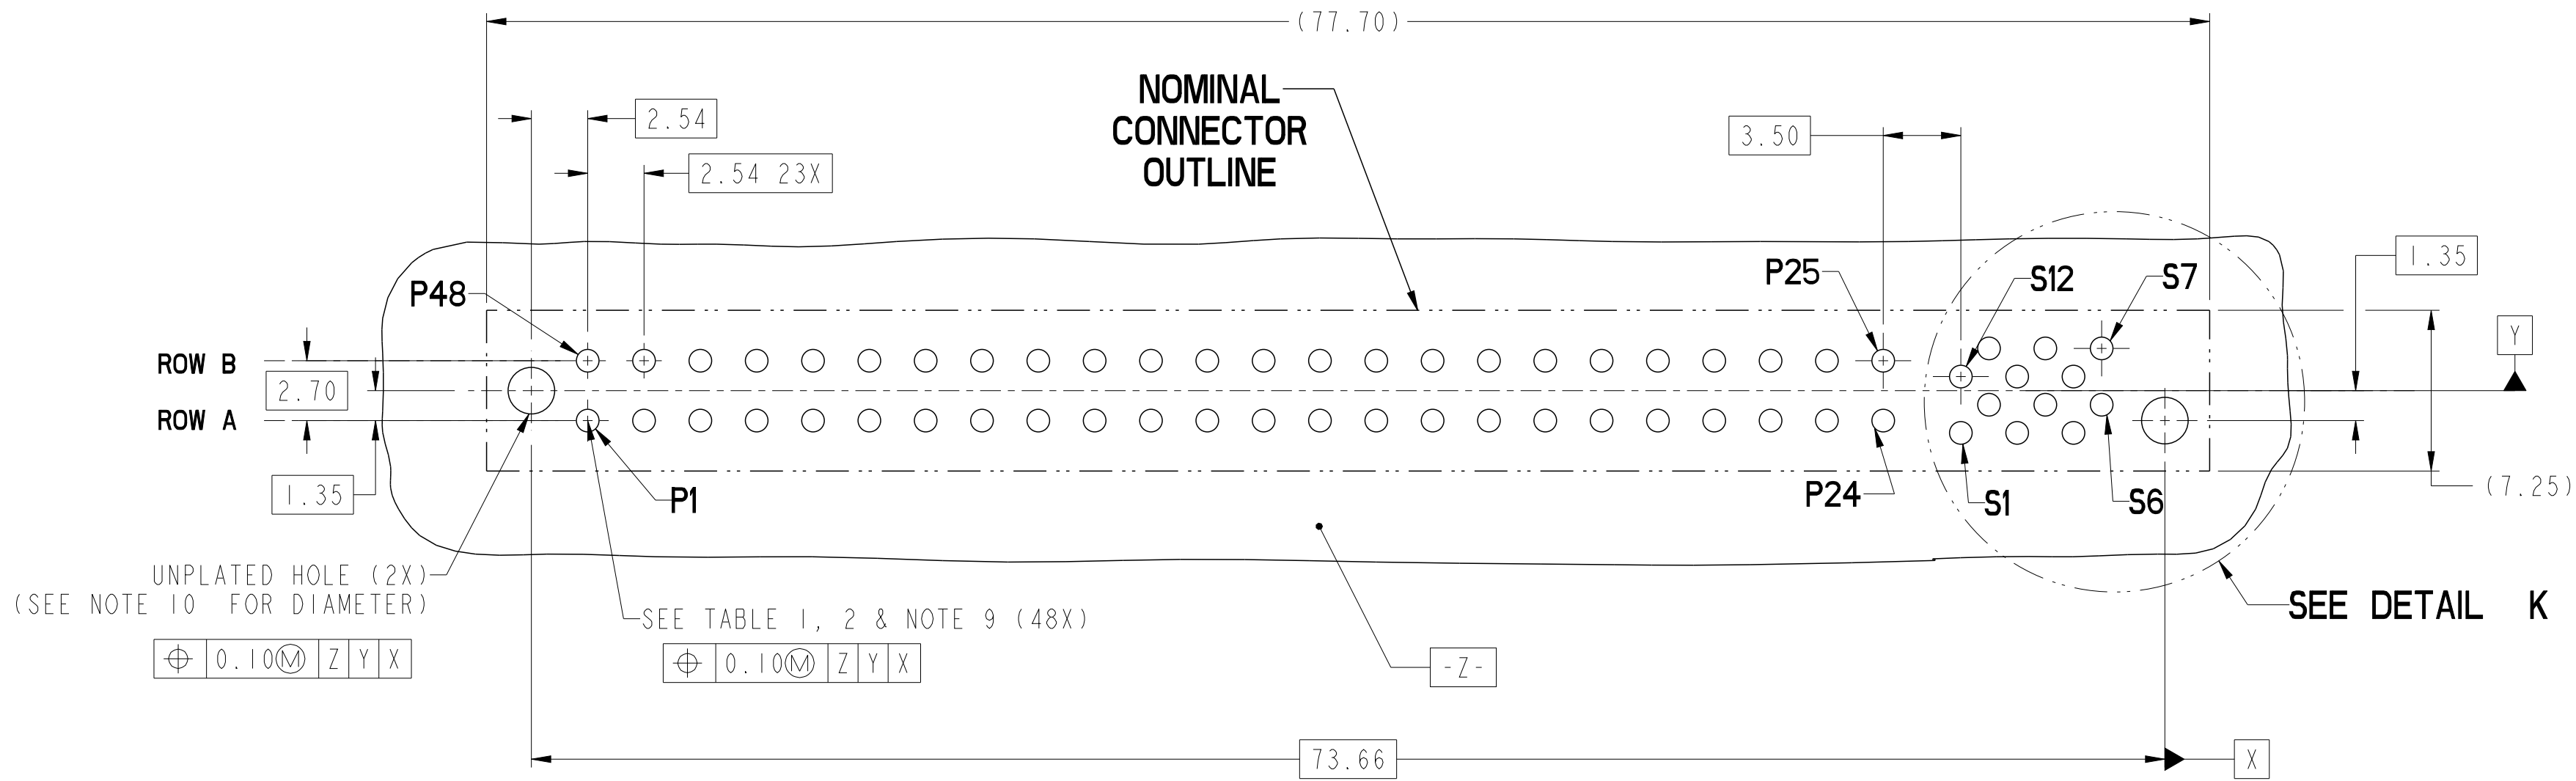 (77.70)
NOMINAL
CONNECTOR
OUTLINE
2.54
2.54 23X
3.50
1.35
P48
P25
S12
S7
Y
ROW B
2.70
ROW A
1.35
P1
P24
S1
S6
(7.25)
UNPLATED HOLE (2X)
(SEE NOTE 10 FOR DIAMETER)
0.10Ⓜ Z Y X
SEE TABLE 1, 2 & NOTE 9 (48X)
0.10Ⓜ Z Y X
-Z-
SEE DETAIL K
73.66
X